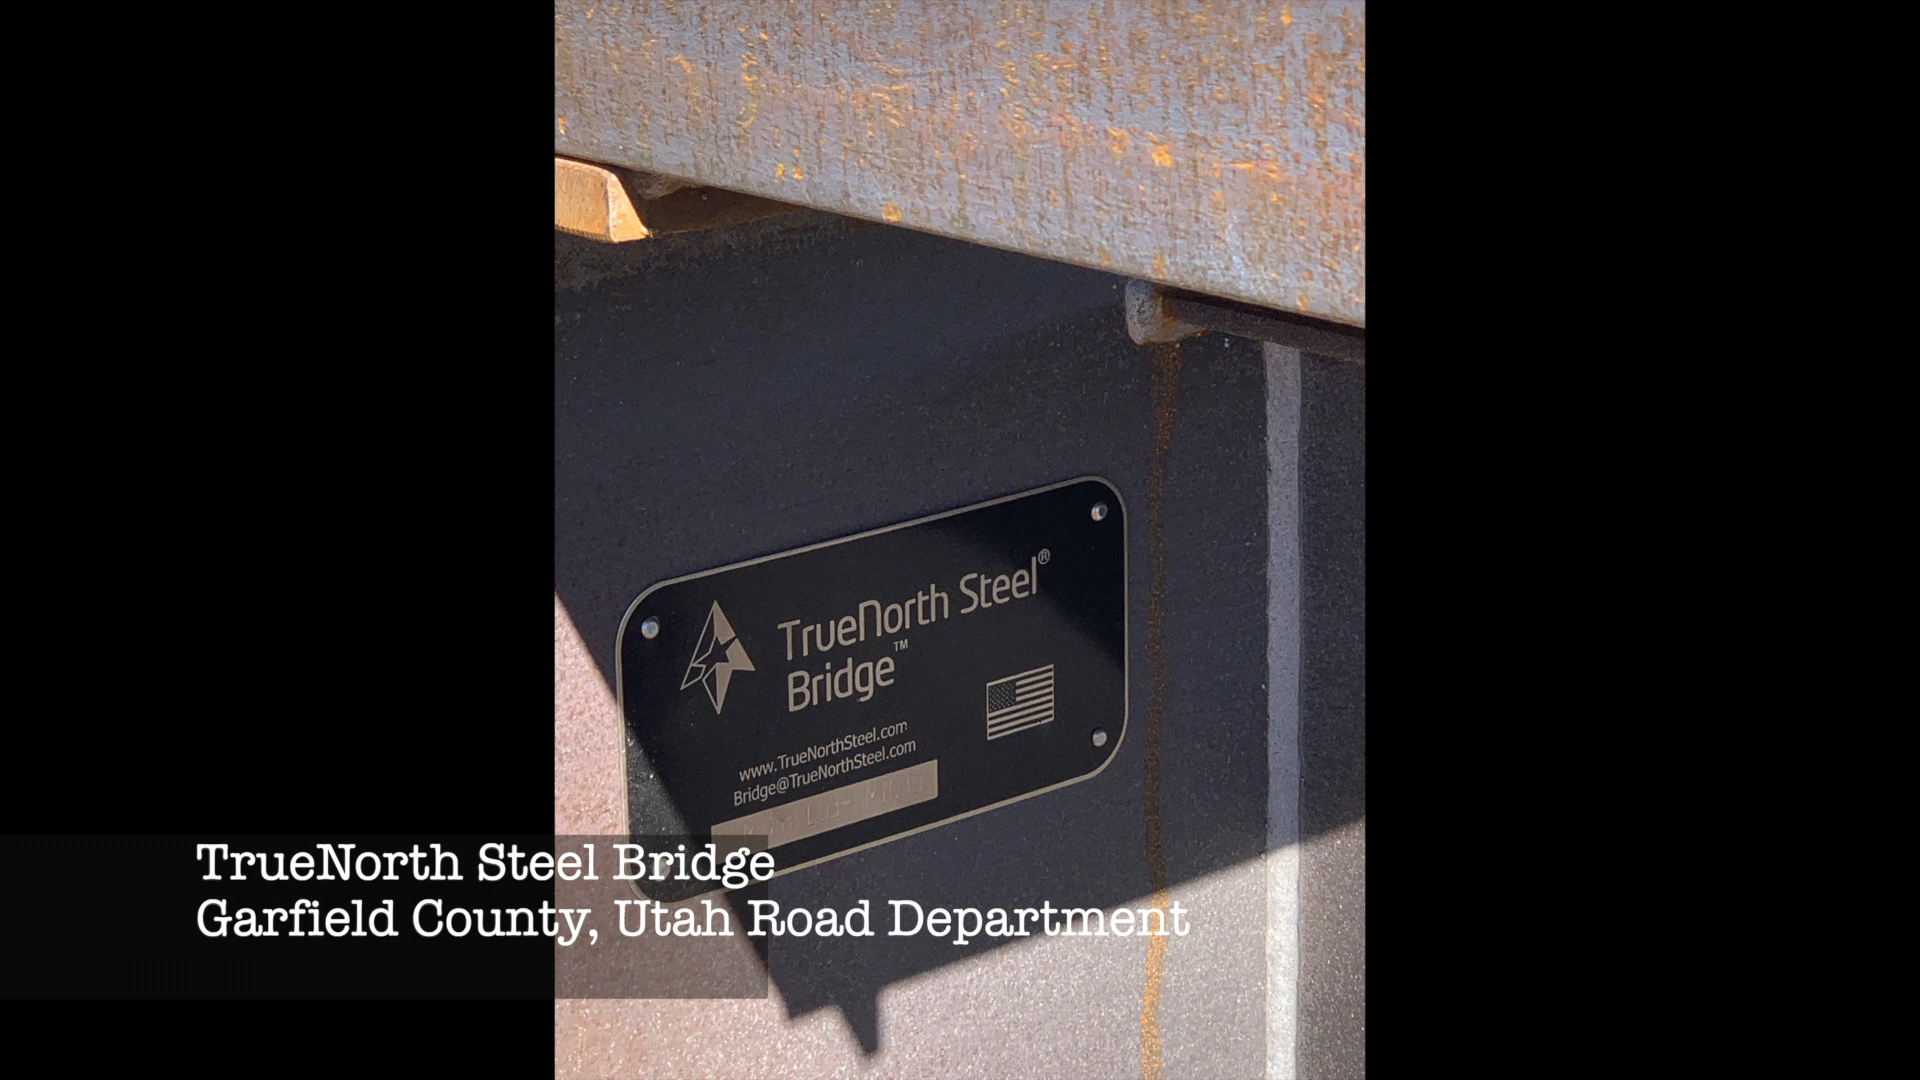 TrueNorth Steel®
Bridge™
www.TrueNorthSteel.com
Bridge@TrueNorthSteel.com
TrueNorth Steel Bridge
Garfield County, Utah Road Department